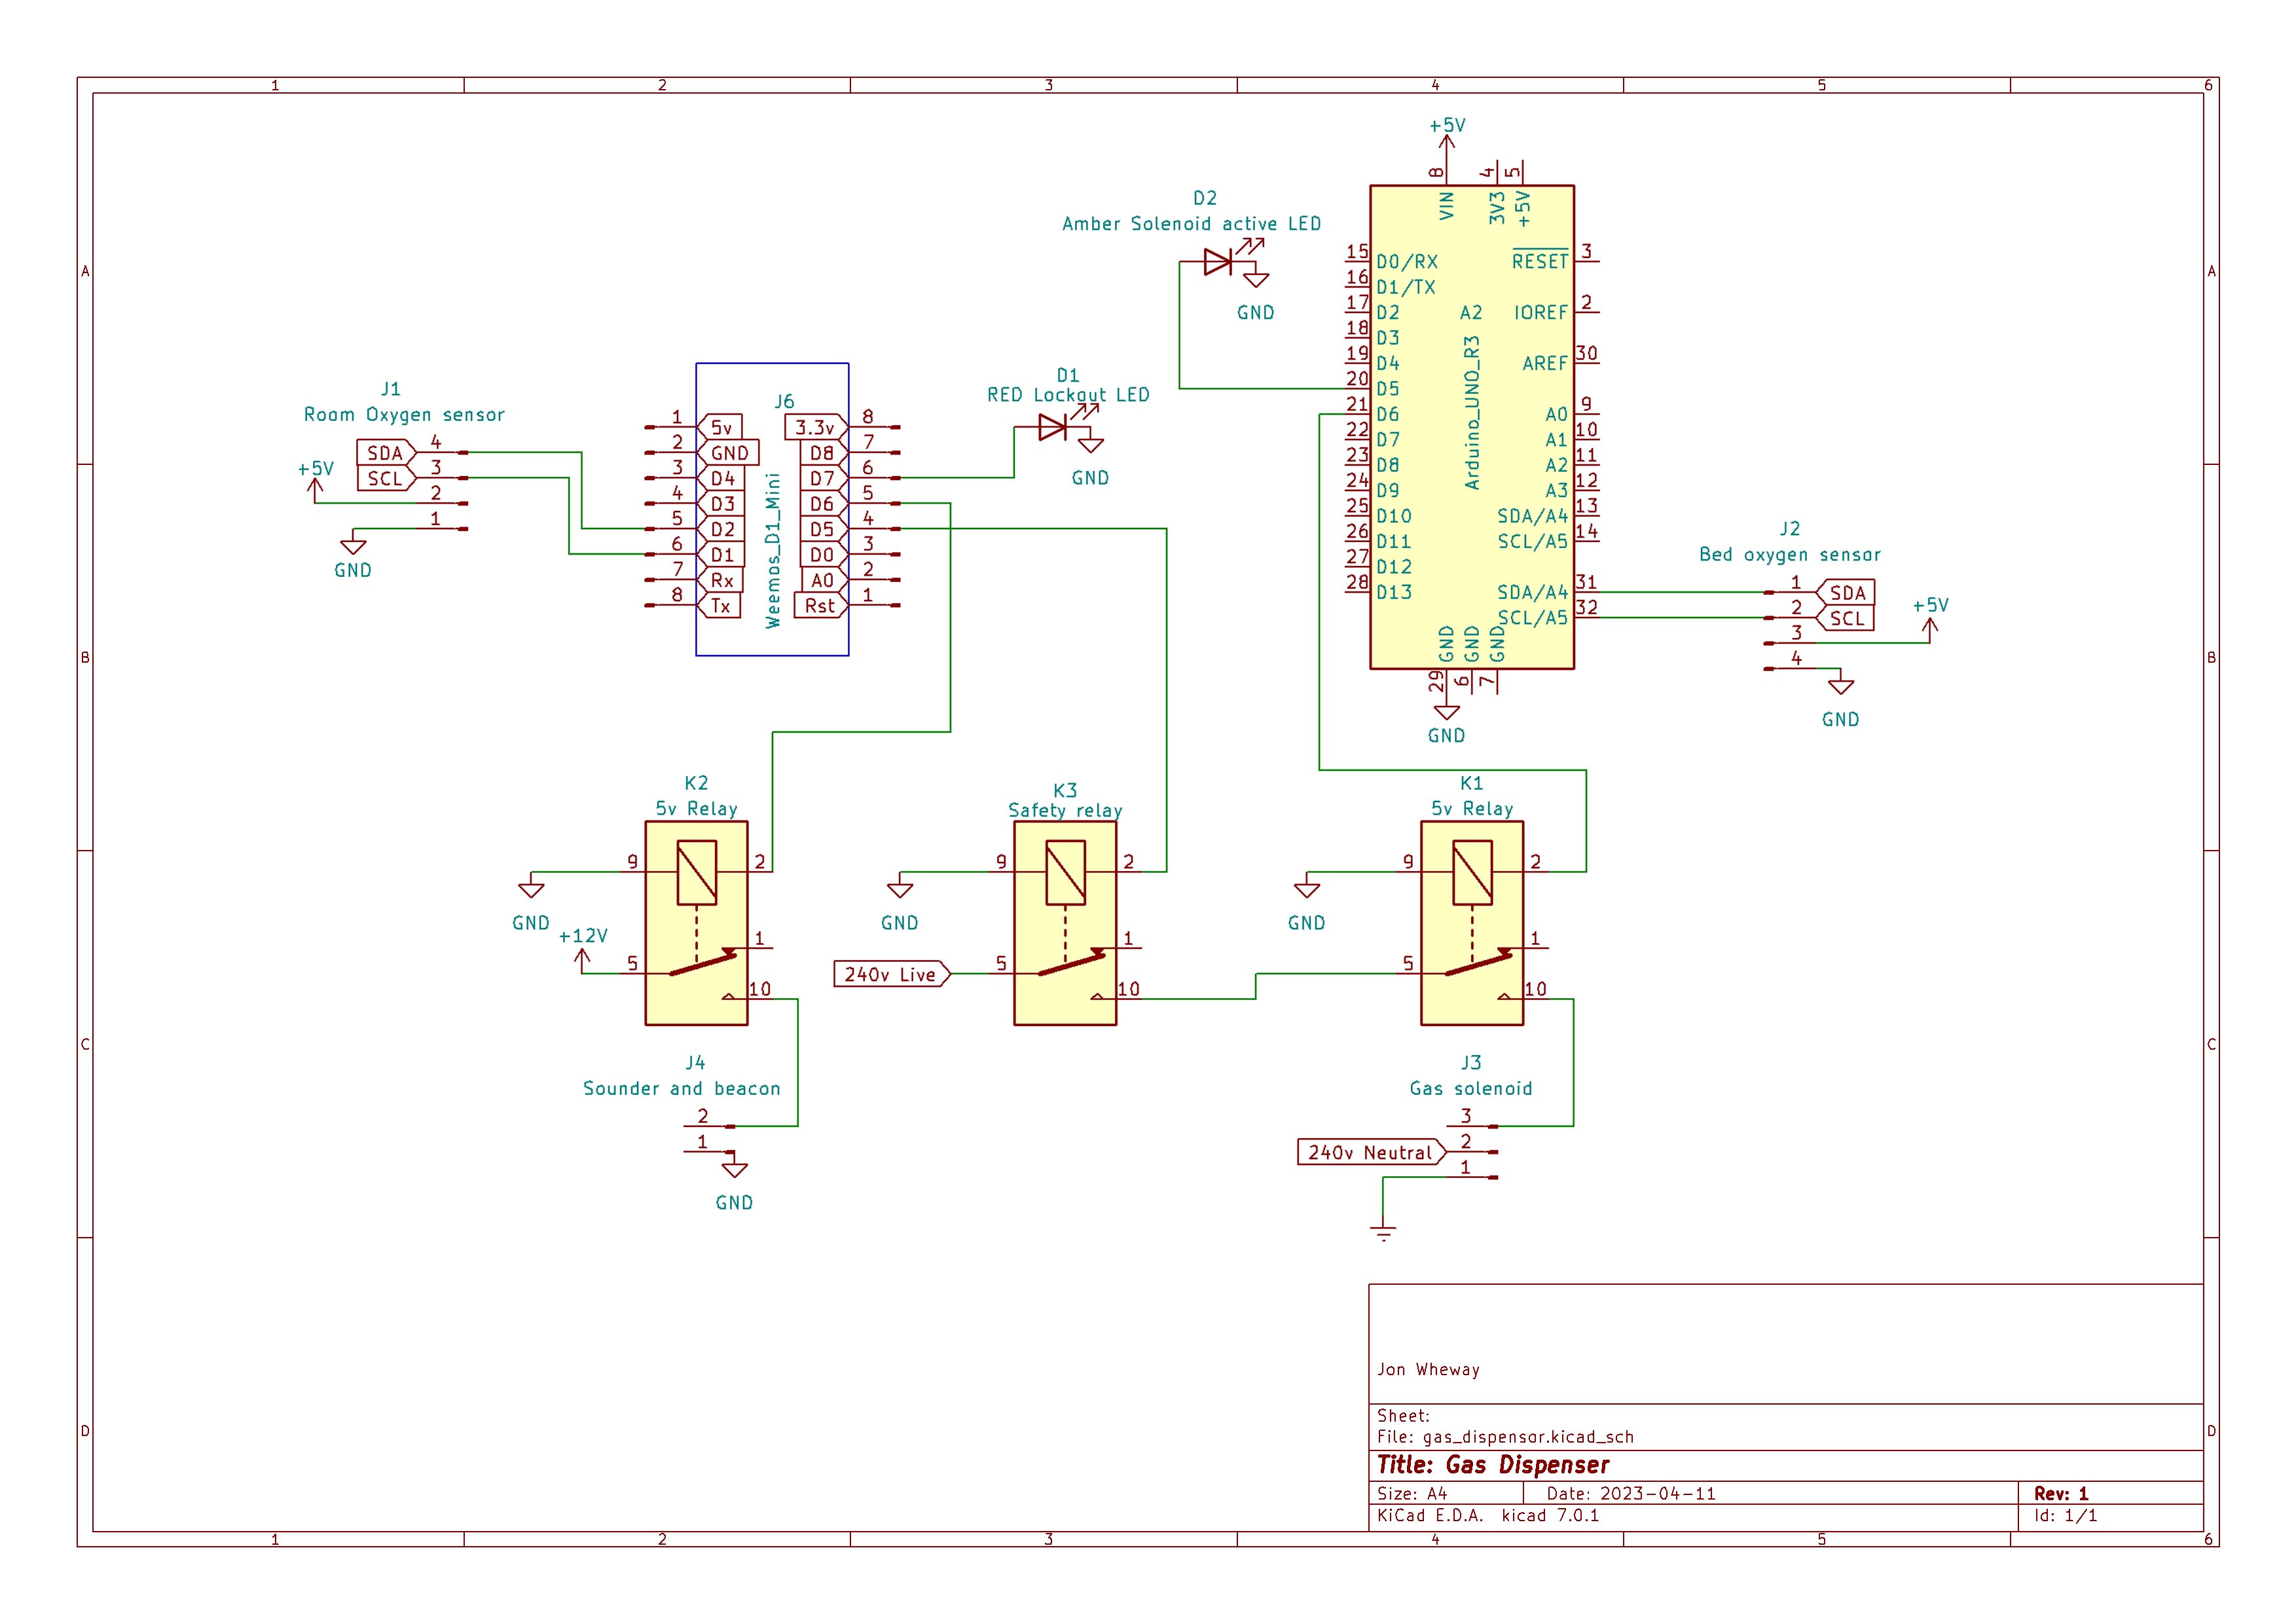 1 2 3 4 5 6
A
B
C
D
J1
Room Oxygen sensor
SDA 4
SCL 3
+5V
2
1
GND
J6
Weemos_D1_Mini
1 5v
2 GND
3 D4
4 D3
5 D2
6 D1
7 Rx
8 Tx
3.3v 8
D8 7
D7 6
D6 5
D5 4
D0 3
A0 2
Rst 1
D1
RED Lockout LED
GND
D2
Amber Solenoid active LED
GND
+5V
8 4 5
VIN 3V3 +5V
A2
Arduino_UNO_R3
15 D0/RX
16 D1/TX
17 D2
18 D3
19 D4
20 D5
21 D6
22 D7
23 D8
24 D9
25 D10
26 D11
27 D12
28 D13
RESET 3
IOREF 2
AREF 30
A0 9
A1 10
A2 11
A3 12
SDA/A4 13
SCL/A5 14
SDA/A4 31
SCL/A5 32
GND GND GND
29 6 7
GND
J2
Bed oxygen sensor
1 SDA
2 SCL
3
4
+5V
GND
K2
5v Relay
9 2
GND
+12V
1
5
10
J4
Sounder and beacon
2
1
GND
K3
Safety relay
9 2
GND
1
240v Live 5
10
K1
5v Relay
9 2
GND
1
5
10
J3
Gas solenoid
3
240v Neutral 2
1
Jon Wheway
Sheet:
File: gas_dispensor.kicad_sch
Title: Gas Dispenser
Size: A4 Date: 2023-04-11 Rev: 1
KiCad E.D.A. kicad 7.0.1 Id: 1/1
A
B
C
D
1 2 3 4 5 6